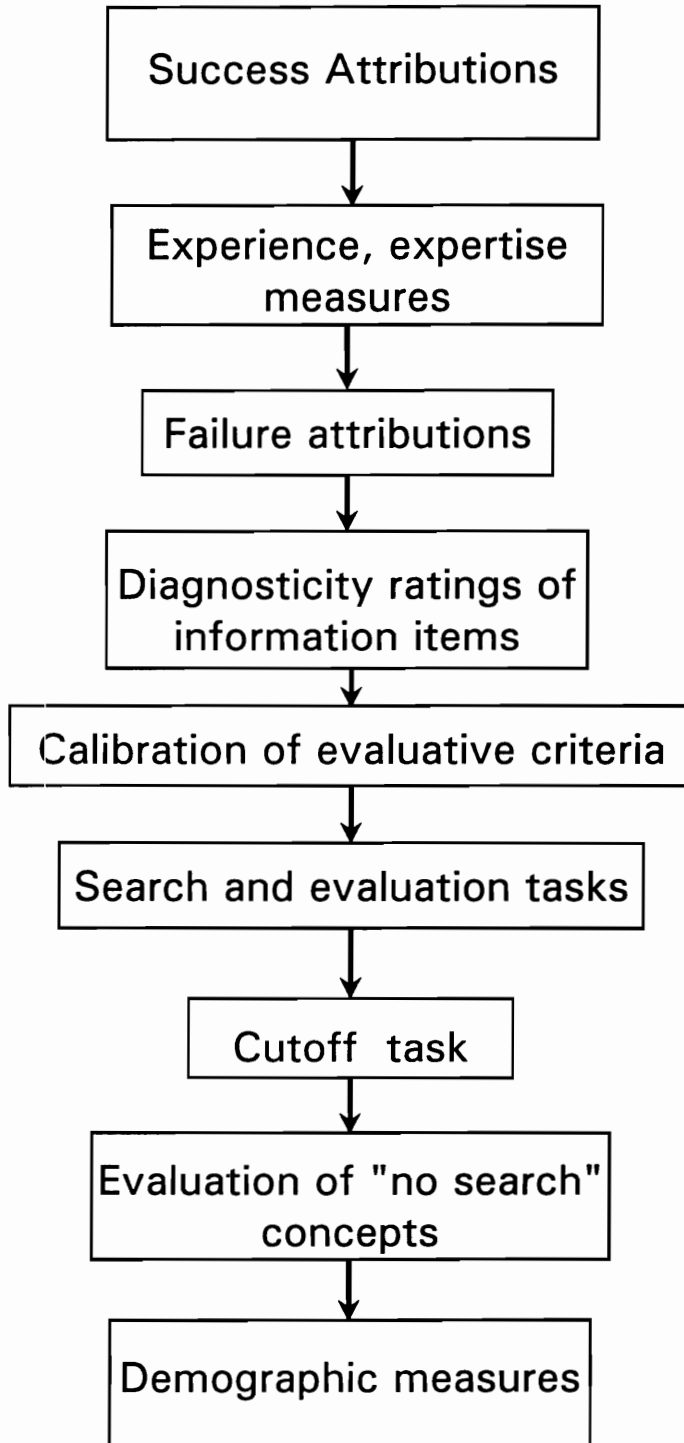 Success Attributions
Experience, expertise
measures
Failure attributions
Diagnosticity ratings of
information items
Calibration of evaluative criteria
Search and evaluation tasks
Cutoff task
Evaluation of "no search"
concepts
Demographic measures